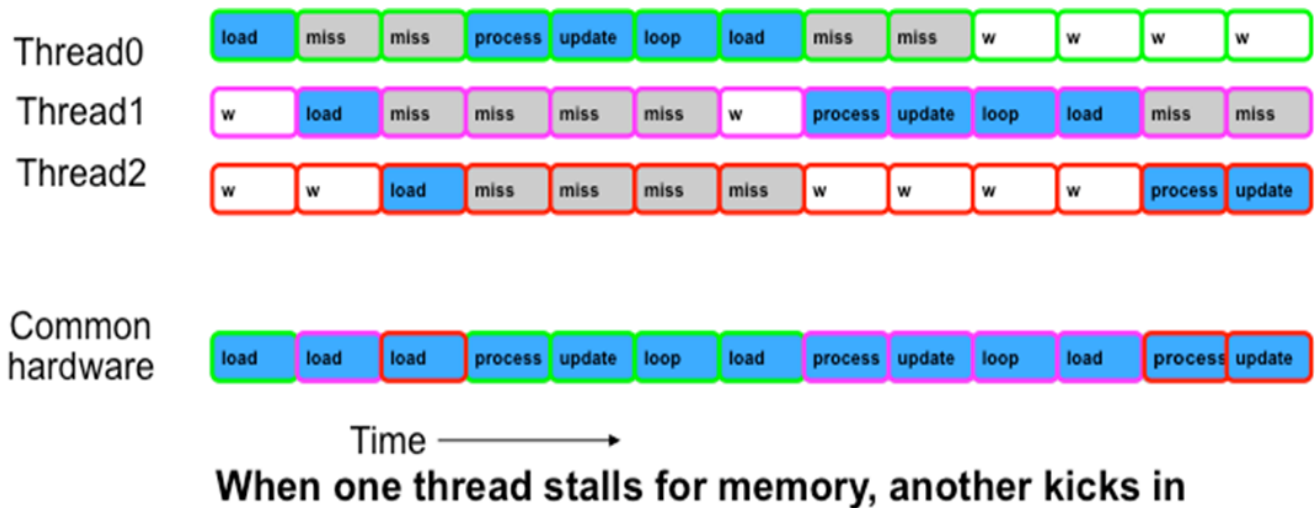 Thread0 load miss miss process update loop load miss miss w w w w
Thread1 w load miss miss miss miss w process update loop load miss miss
Thread2 w w load miss miss miss miss w w w w process update
Common
hardware load load load process update loop load process update loop load process update
Time
When one thread stalls for memory, another kicks in